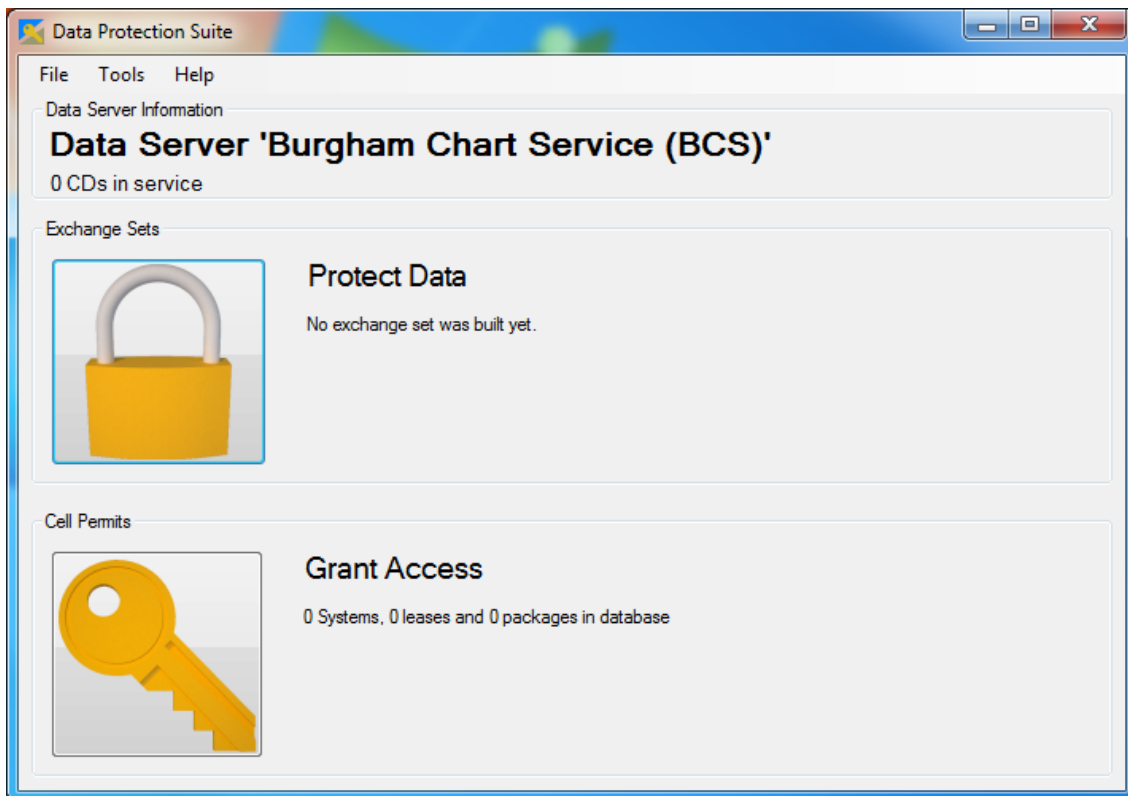 Data Protection Suite
File Tools Help
Data Server Information
Data Server 'Burgham Chart Service (BCS)'
0 CDs in service
Exchange Sets
Protect Data
No exchange set was built yet.
Cell Permits
Grant Access
0 Systems, 0 leases and 0 packages in database